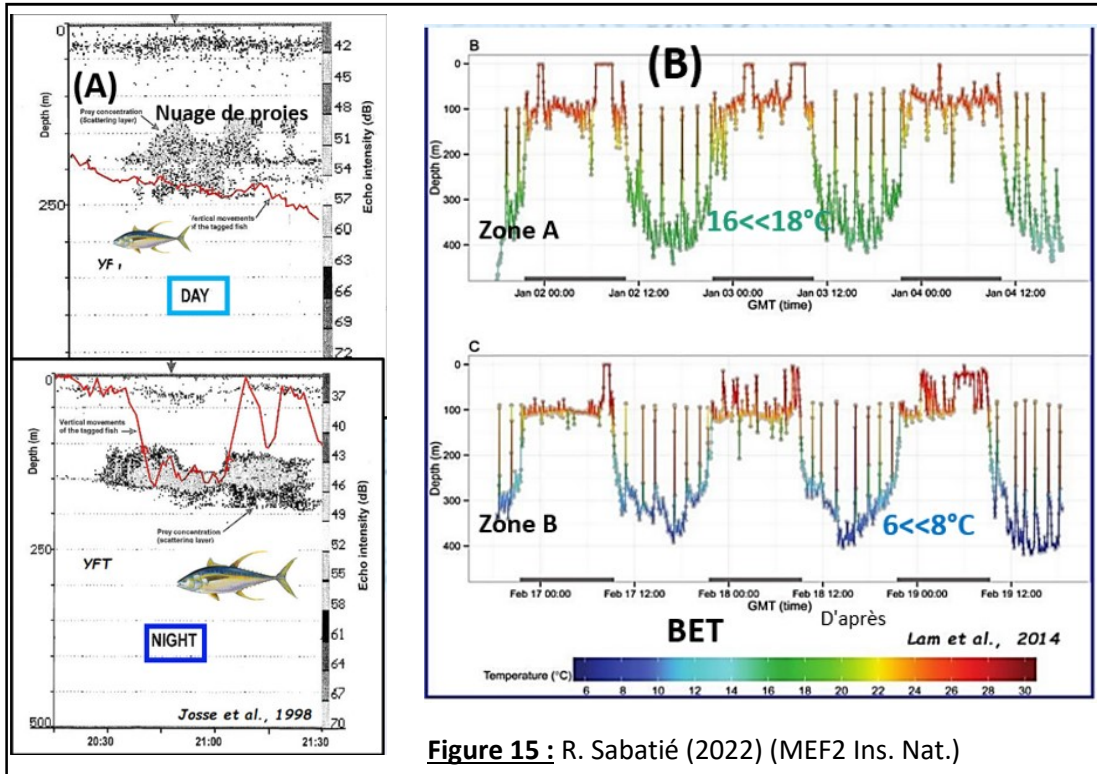 (A)
0
250
Depth (m)
Nuage de proies
Prey concentration
(Scattering layer)
Vertical movements
of the tagged fish
YF
DAY
42
45
48
51
54
57
60
63
66
69
72
Echo intensity (dB)
0
250
500
Depth (m)
Vertical movements
of the tagged fish
Prey concentration
(scattering layer)
YFT
NIGHT
Josse et al., 1998
20:30 21:00 21:30
37
40
43
46
49
52
55
58
61
64
67
70
Echo intensity (dB)
B
(B)
0
100
200
300
400
Depth (m)
Zone A
16<<18°C
Jan 02 00:00 Jan 02 12:00 Jan 03 00:00 Jan 03 12:00 Jan 04 00:00 Jan 04 12:00
GMT (time)
C
0
100
200
300
400
Depth (m)
Zone B
6<<8°C
Feb 17 00:00 Feb 17 12:00 Feb 18 00:00 Feb 18 12:00 Feb 19 00:00 Feb 19 12:00
GMT (time)
D'après
BET
Lam et al., 2014
Temperature (°C)
6 8 10 12 14 16 18 20 22 24 26 28 30
Figure 15 : R. Sabatié (2022) (MEF2 Ins. Nat.)